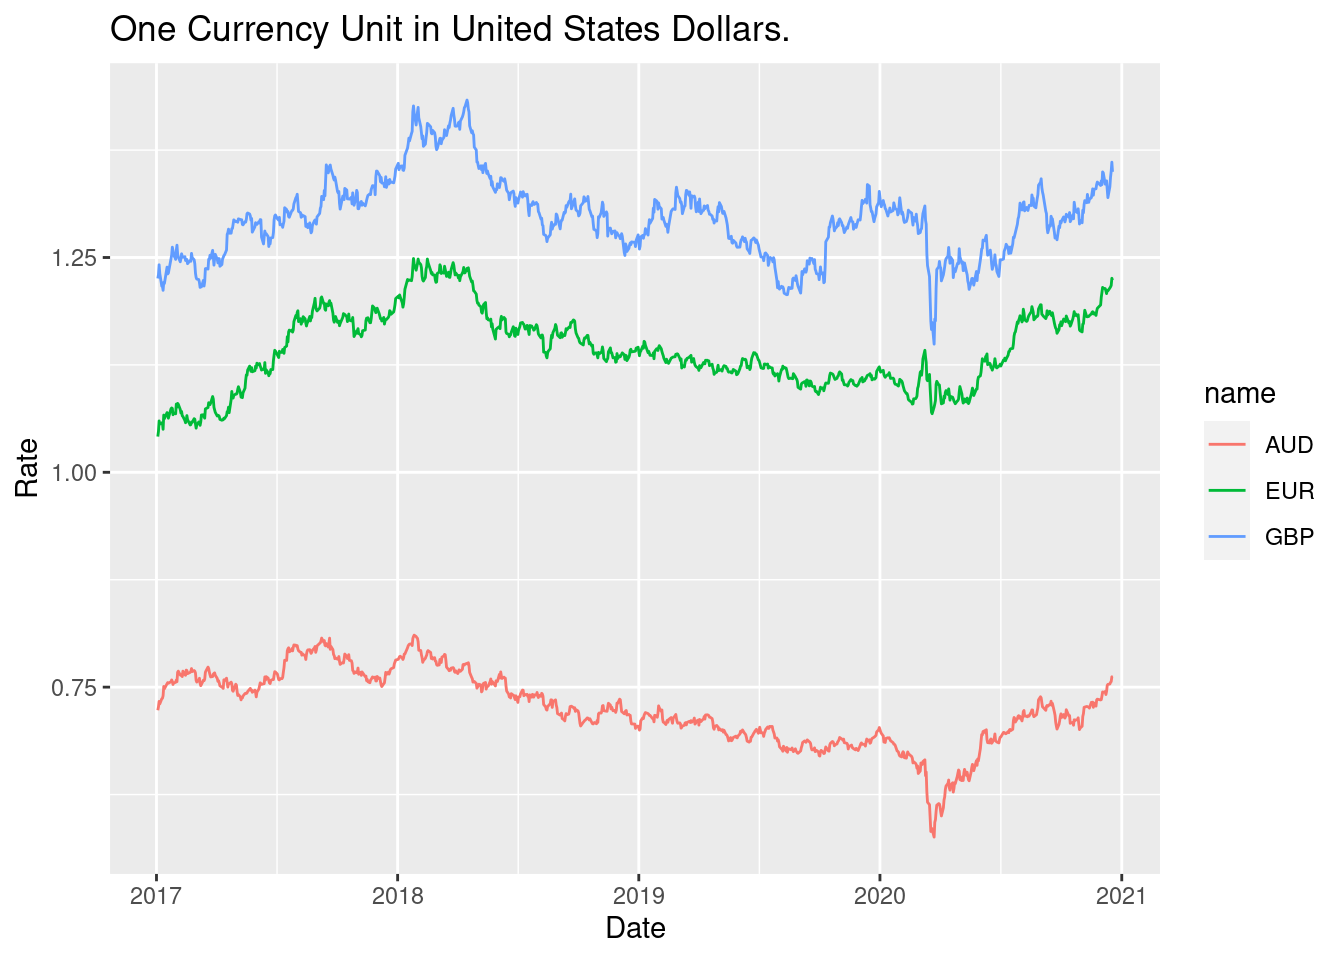 One Currency Unit in United States Dollars.
Rate
1.25
1.00
0.75
2017 2018 2019 2020 2021
Date
name
AUD
EUR
GBP